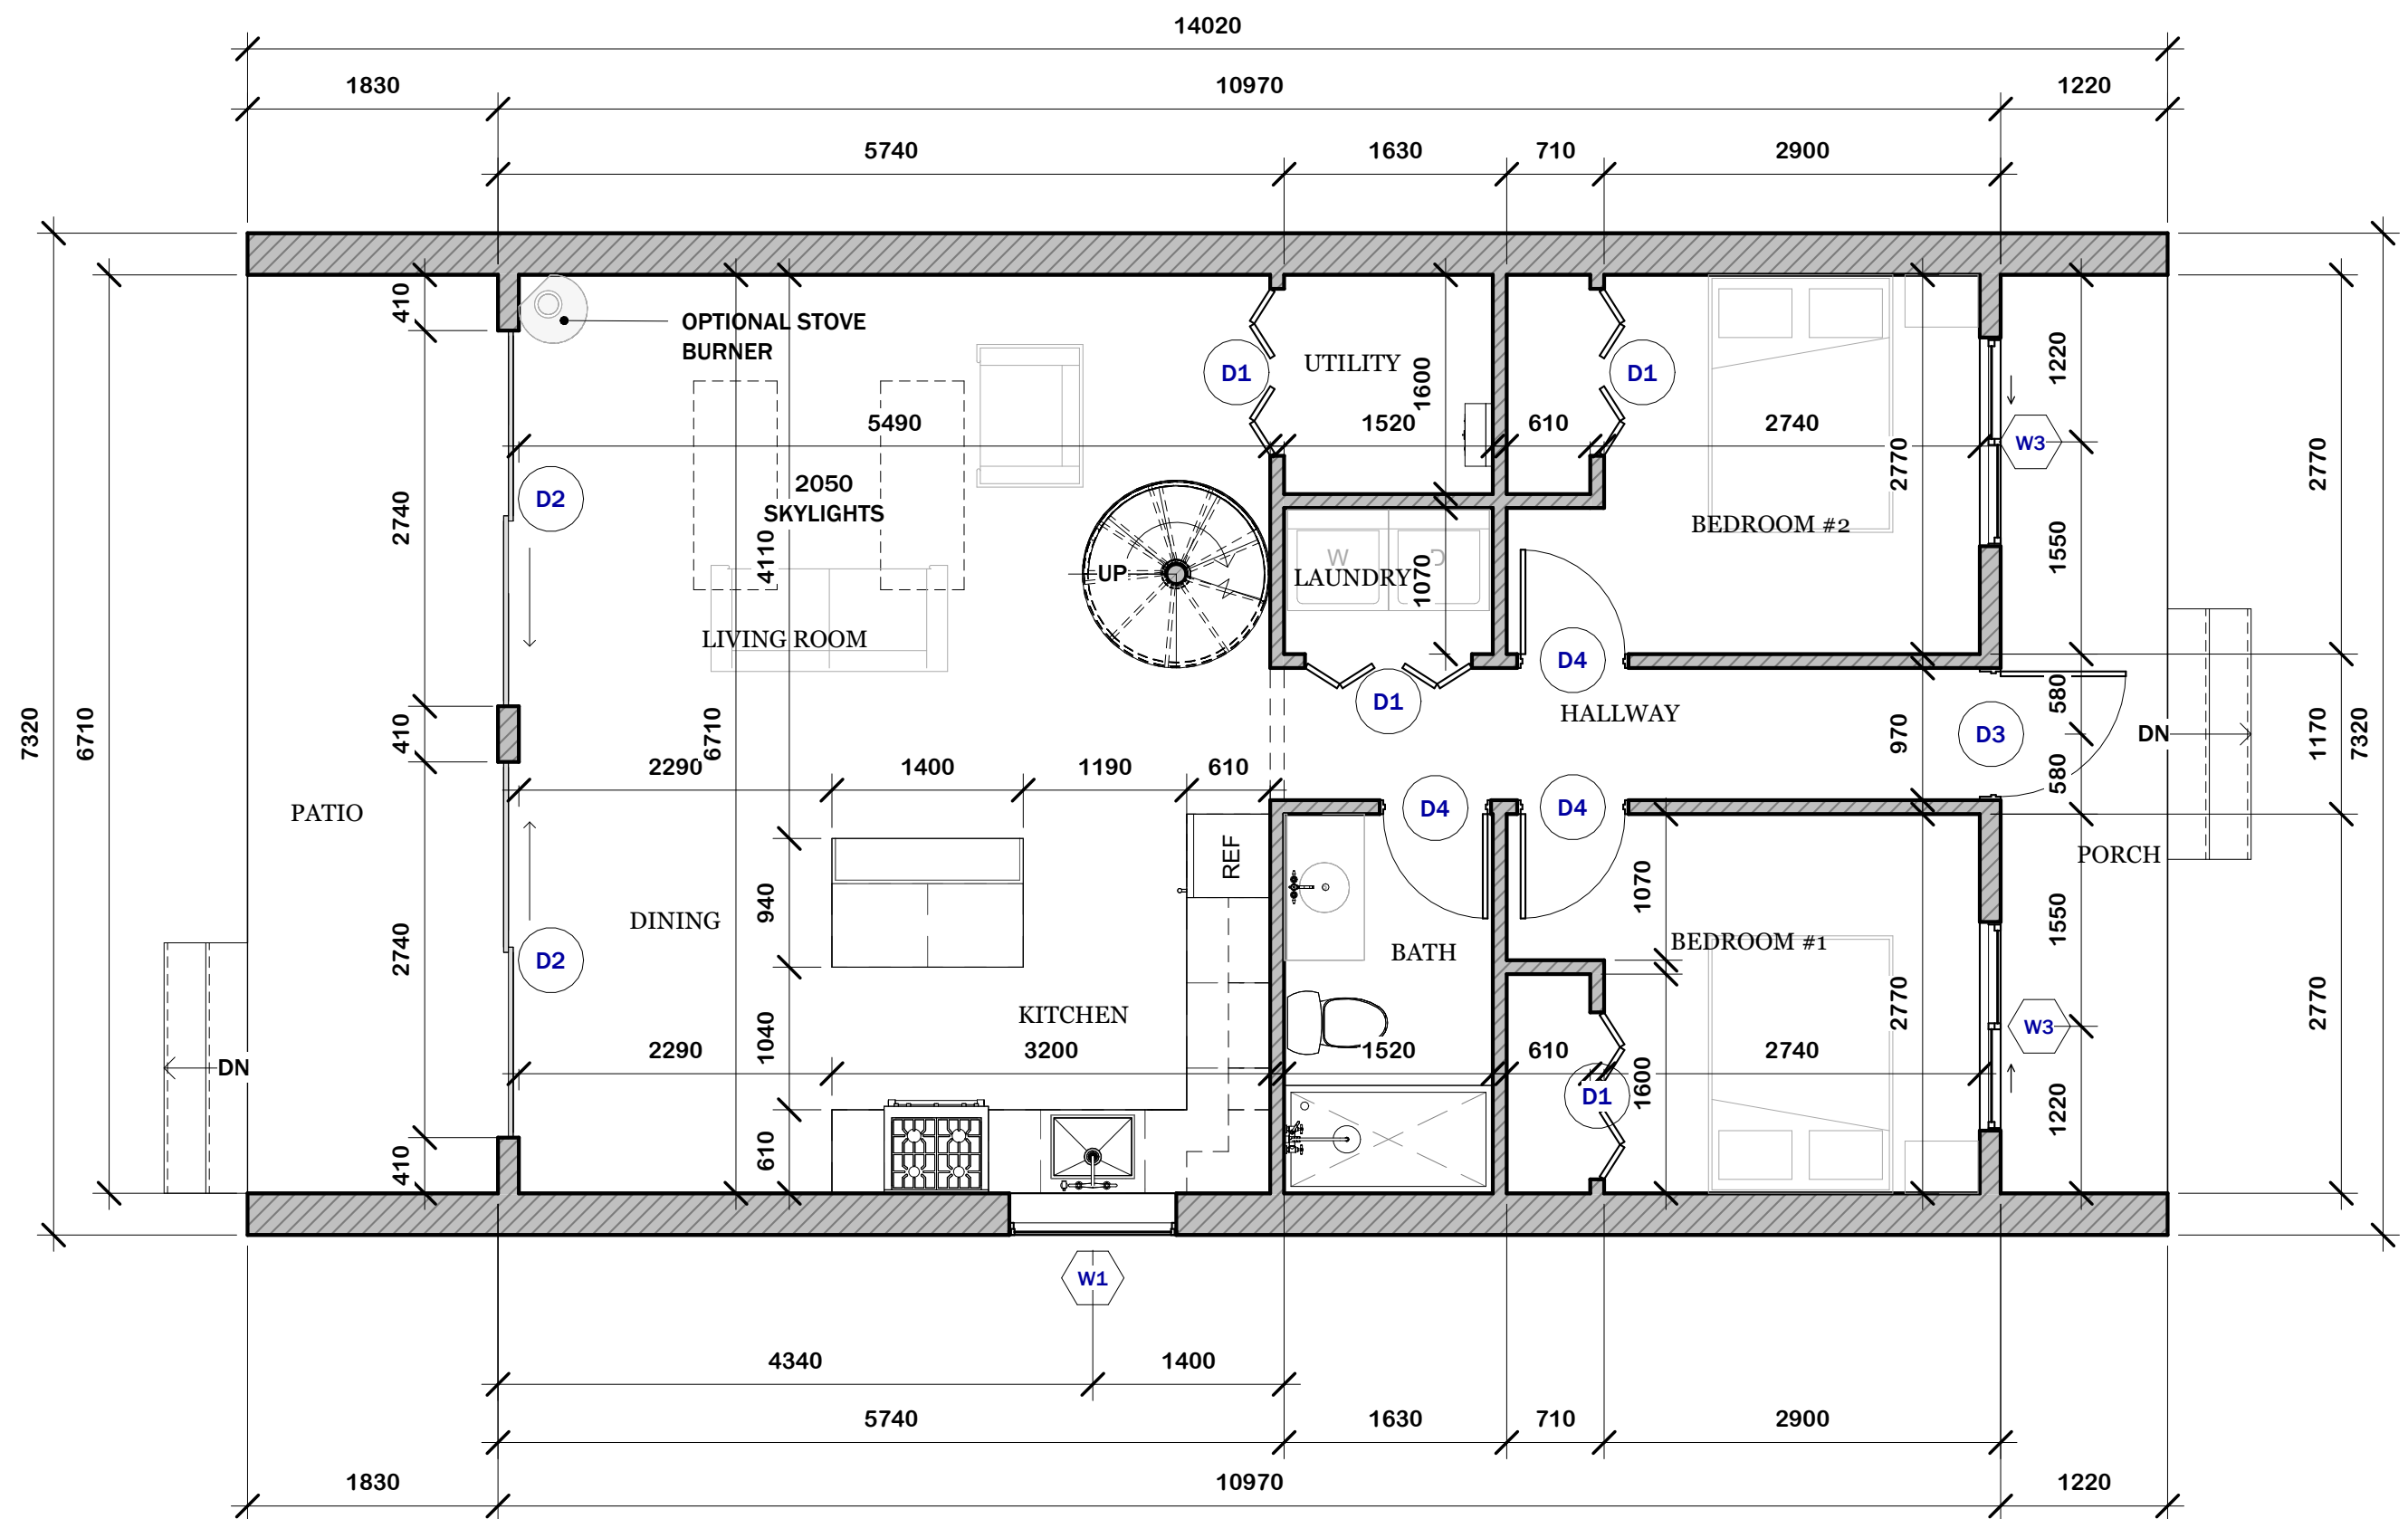 14020
1830
10970
1220
5740
1630
710
2900
410
OPTIONAL STOVE
BURNER
UTILITY
1220
D1
1600
D1
5490
1520
610
2740
W3
2770
2770
2050
SKYLIGHTS
D2
2740
BEDROOM #2
4110
1550
W
D
UP
LAUNDRY
1070
LIVING ROOM
D4
D1
HALLWAY
580
7320
6710
410
6710
970
D3
DN
1170
7320
2290
1400
1190
610
580
PATIO
D4
D4
REF
PORCH
940
1070
DINING
BATH
BEDROOM #1
1550
2740
D2
KITCHEN
2770
2770
W3
1040
2290
3200
1520
610
2740
DN
1600
D1
1220
410
610
W1
4340
1400
5740
1630
710
2900
1830
10970
1220